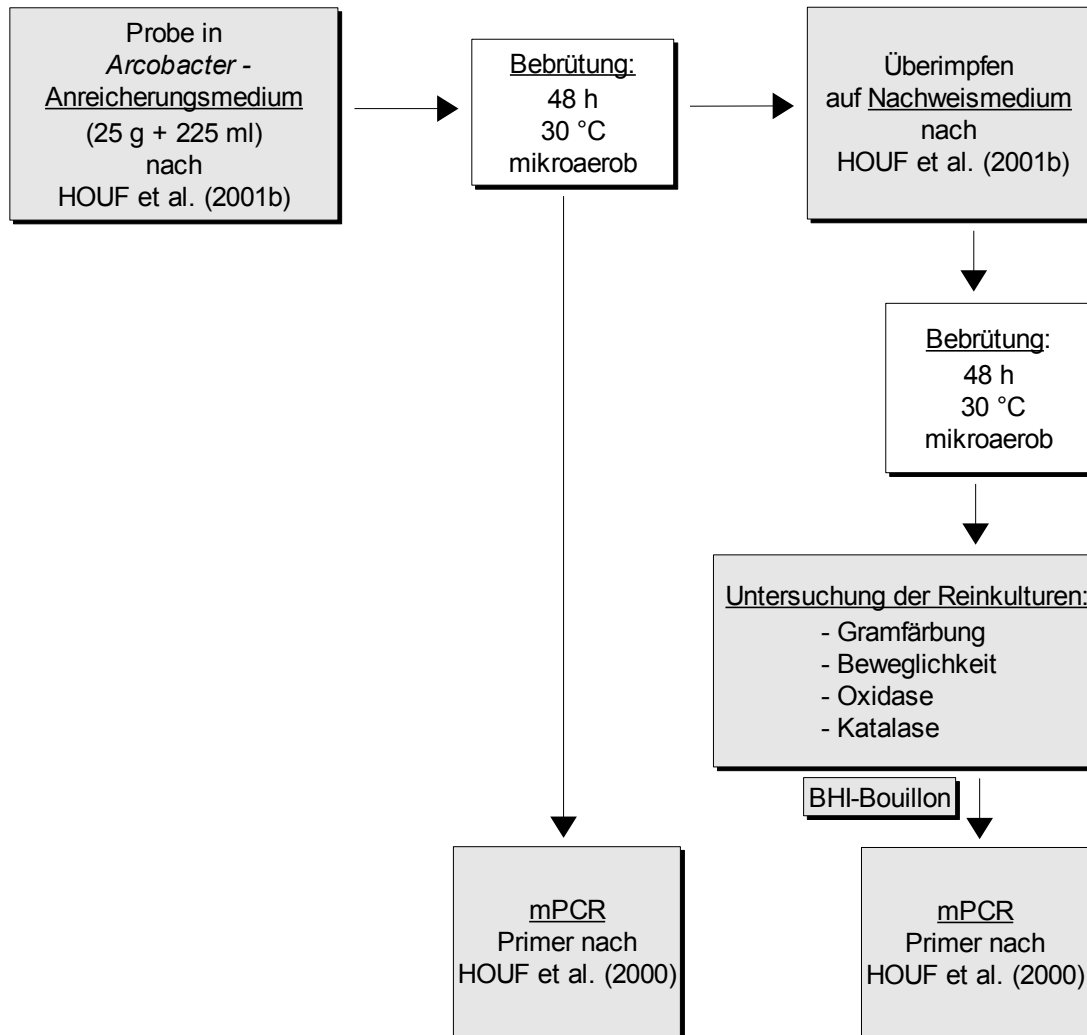 Probe in
Arcobacter -
Anreicherungsmedium
(25 g + 225 ml)
nach
HOUF et al. (2001b)
Bebrütung:
48 h
30 °C
mikroaerob
Überimpfen
auf Nachweismedium
nach
HOUF et al. (2001b)
Bebrütung:
48 h
30 °C
mikroaerob
Untersuchung der Reinkulturen:
- Gramfärbung
- Beweglichkeit
- Oxidase
- Katalase
BHI-Bouillon
mPCR
Primer nach
HOUF et al. (2000)
mPCR
Primer nach
HOUF et al. (2000)